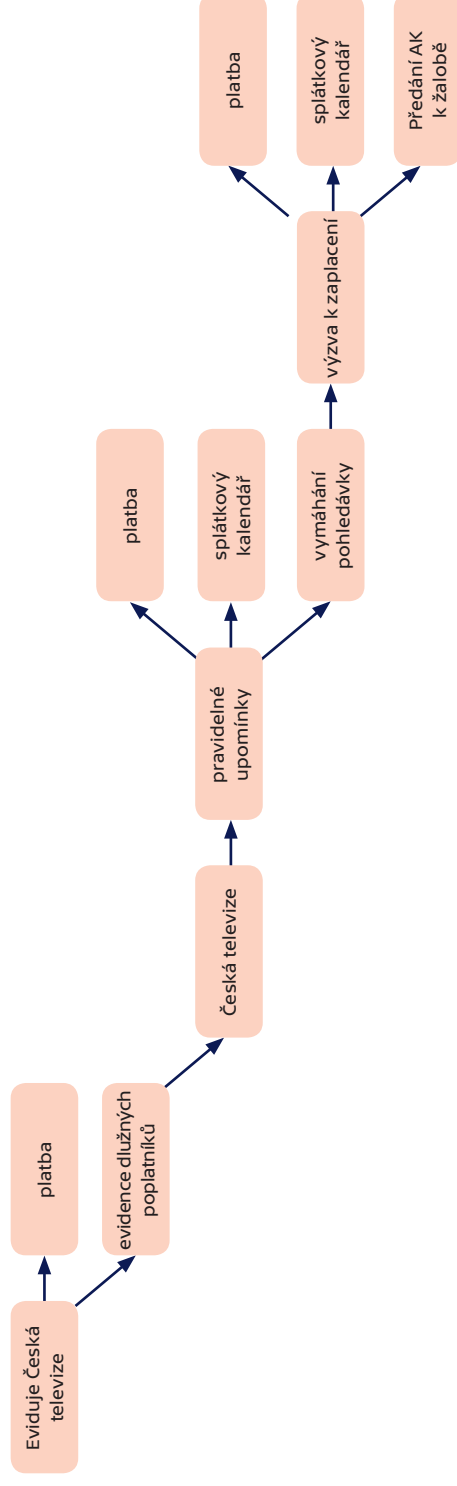 Eviduje Česká
televize
platba
evidence dlužných
poplatníků
Česká televize
pravidelné
upomínky
platba
splátkový
kalendář
vymáhání
pohledávky
výzva k zaplacení
platba
splátkový
kalendář
Předání AK
k žalobě